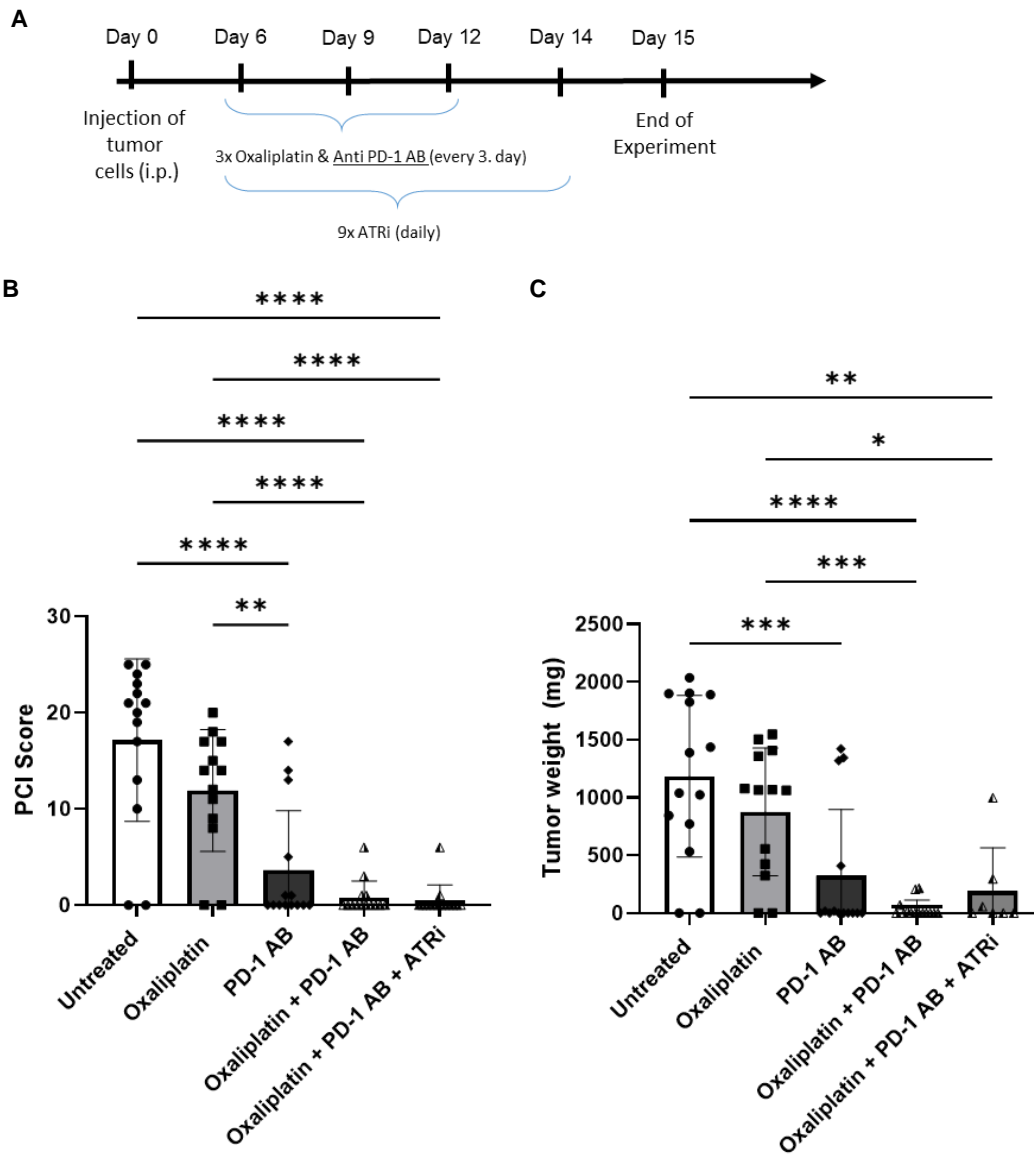 A
Day 0 Day 6 Day 9 Day 12 Day 14 Day 15
Injection of
tumor
cells (i.p.)
End of
Experiment
3x Oxaliplatin & Anti PD-1 AB (every 3. day)
9x ATRi (daily)
B
****
****
****
****
****
**
30
20
10
0
PCI Score
Untreated
Oxaliplatin
PD-1 AB
Oxaliplatin + PD-1 AB
Oxaliplatin + PD-1 AB + ATRi
C
**
*
****
***
***
2500
2000
1500
1000
500
0
Tumor weight (mg)
Untreated
Oxaliplatin
PD-1 AB
Oxaliplatin + PD-1 AB
Oxaliplatin + PD-1 AB + ATRi